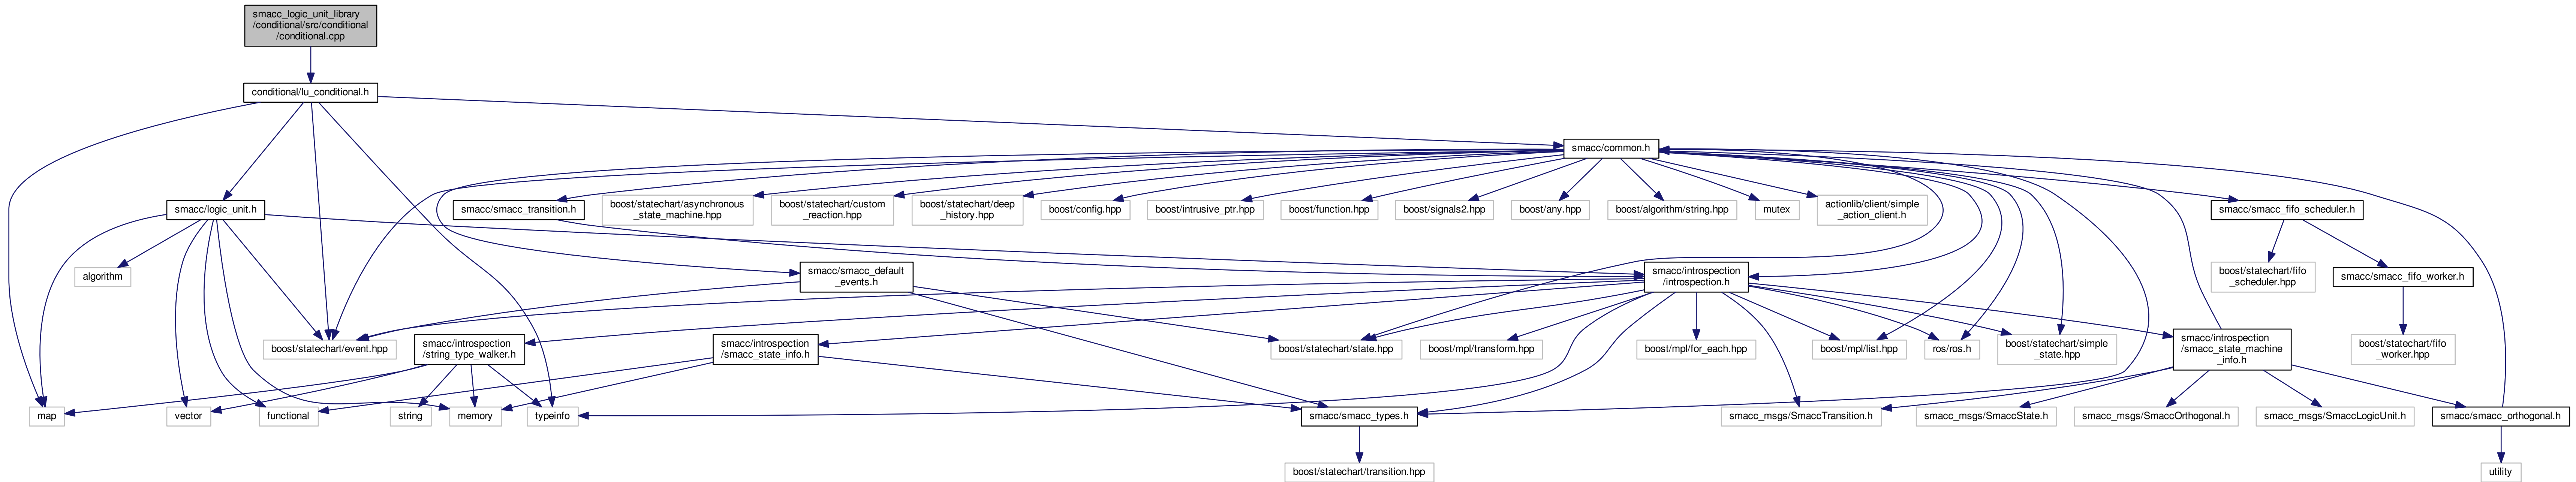 smacc_logic_unit_library
/conditional/src/conditional
/conditional.cpp
conditional/lu_conditional.h
smacc/common.h
smacc/logic_unit.h
smacc/smacc_transition.h
boost/statechart/asynchronous
_state_machine.hpp
boost/statechart/custom
_reaction.hpp
boost/statechart/deep
_history.hpp
boost/config.hpp
boost/intrusive_ptr.hpp
boost/function.hpp
boost/signals2.hpp
boost/any.hpp
boost/algorithm/string.hpp
mutex
actionlib/client/simple
_action_client.h
smacc/smacc_fifo_scheduler.h
algorithm
smacc/smacc_default
_events.h
smacc/introspection
/introspection.h
boost/statechart/fifo
_scheduler.hpp
smacc/smacc_fifo_worker.h
boost/statechart/event.hpp
smacc/introspection
/string_type_walker.h
smacc/introspection
/smacc_state_info.h
boost/statechart/state.hpp
boost/mpl/transform.hpp
boost/mpl/for_each.hpp
boost/mpl/list.hpp
ros/ros.h
boost/statechart/simple
_state.hpp
smacc/introspection
/smacc_state_machine
_info.h
boost/statechart/fifo
_worker.hpp
map
vector
functional
string
memory
typeinfo
smacc/smacc_types.h
smacc_msgs/SmaccTransition.h
smacc_msgs/SmaccState.h
smacc_msgs/SmaccOrthogonal.h
smacc_msgs/SmaccLogicUnit.h
smacc/smacc_orthogonal.h
boost/statechart/transition.hpp
utility